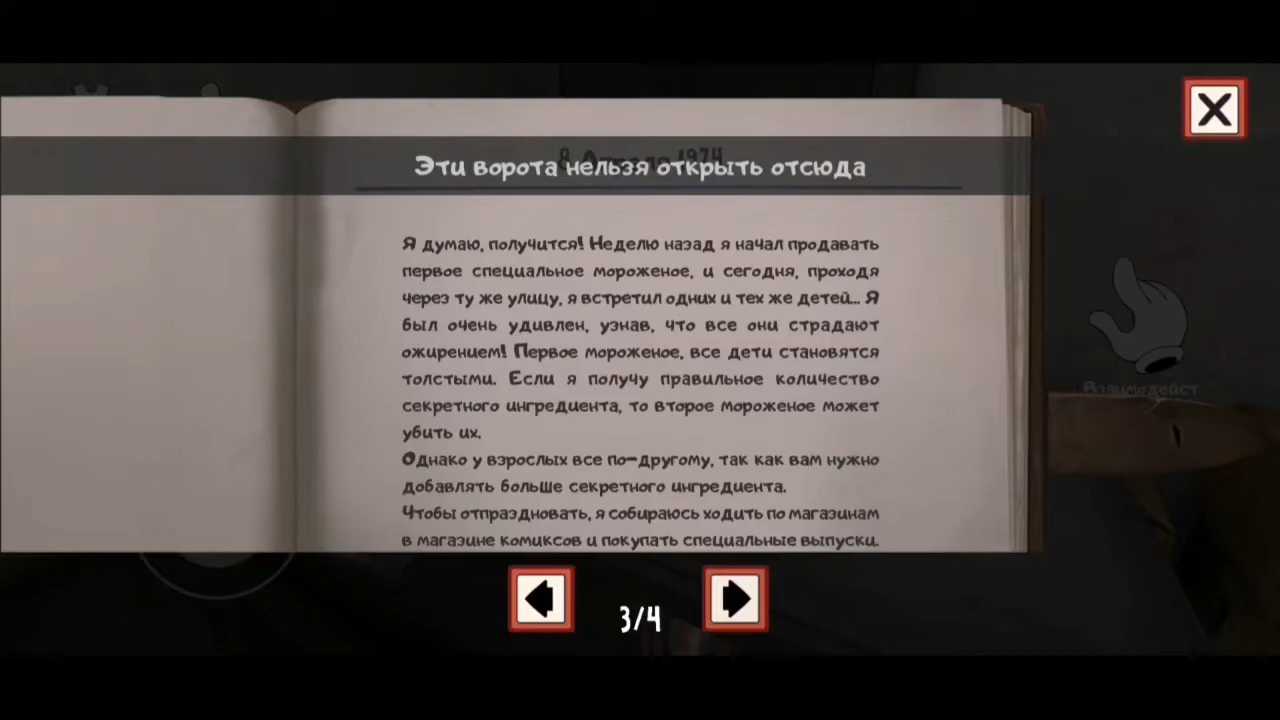 8 Апреля 1974
Эти ворота нельзя открыть отсюда
Я думаю, получится! Неделю назад я начал продавать
первое специальное мороженое, и сегодня, проходя
через ту же улицу, я встретил одних и тех же детей... Я
был очень удивлен, узнав, что все они страдают
ожирением! Первое мороженое, все дети становятся
толстыми. Если я получу правильное количество
секретного ингредиента, то второе мороженое может
убить их.
Однако у взрослых все по-другому, так как вам нужно
добавлять больше секретного ингредиента.
Чтобы отпраздновать, я собираюсь ходить по магазинам
в магазине комиксов и покупать специальные выпуски.
Взаимодейст
3/4